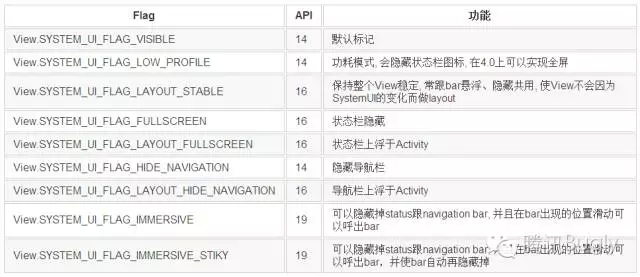 Flag API 功能
View.SYSTEM_UI_FLAG_VISIBLE 14 默认标记
View.SYSTEM_UI_FLAG_LOW_PROFILE 14 功耗模式, 会隐藏状态栏图标, 在4.0上可以实现全屏
View.SYSTEM_UI_FLAG_LAYOUT_STABLE 16 保持整个View稳定, 常跟bar悬浮、隐藏共用, 使View不会因为
SystemUI的变化而做layout
View.SYSTEM_UI_FLAG_FULLSCREEN 16 状态栏隐藏
View.SYSTEM_UI_FLAG_LAYOUT_FULLSCREEN 16 状态栏上浮于Activity
View.SYSTEM_UI_FLAG_HIDE_NAVIGATION 14 隐藏导航栏
View.SYSTEM_UI_FLAG_LAYOUT_HIDE_NAVIGATION 16 导航栏上浮于Activity
View.SYSTEM_UI_FLAG_IMMERSIVE 19 可以隐藏掉status跟navigation bar, 并且在bar出现的位置滑动可
以呼出bar
View.SYSTEM_UI_FLAG_IMMERSIVE_STIKY 19 可以隐藏掉status跟navigation bar, 并且在bar出现的位置滑动可
以呼出bar，并使bar自动再隐藏掉
腾讯Bugly